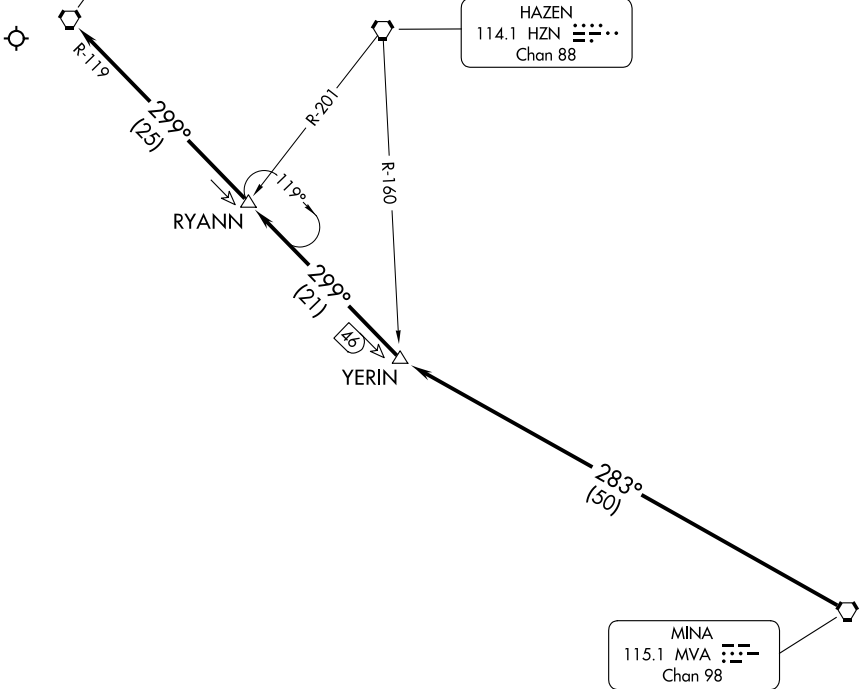 HAZEN
114.1 HZN
Chan 88
R-119
299°
(25)
R-201
R-160
119°
RYANN
299°
(21)
46
YERIN
283°
(50)
MINA
115.1 MVA
Chan 98